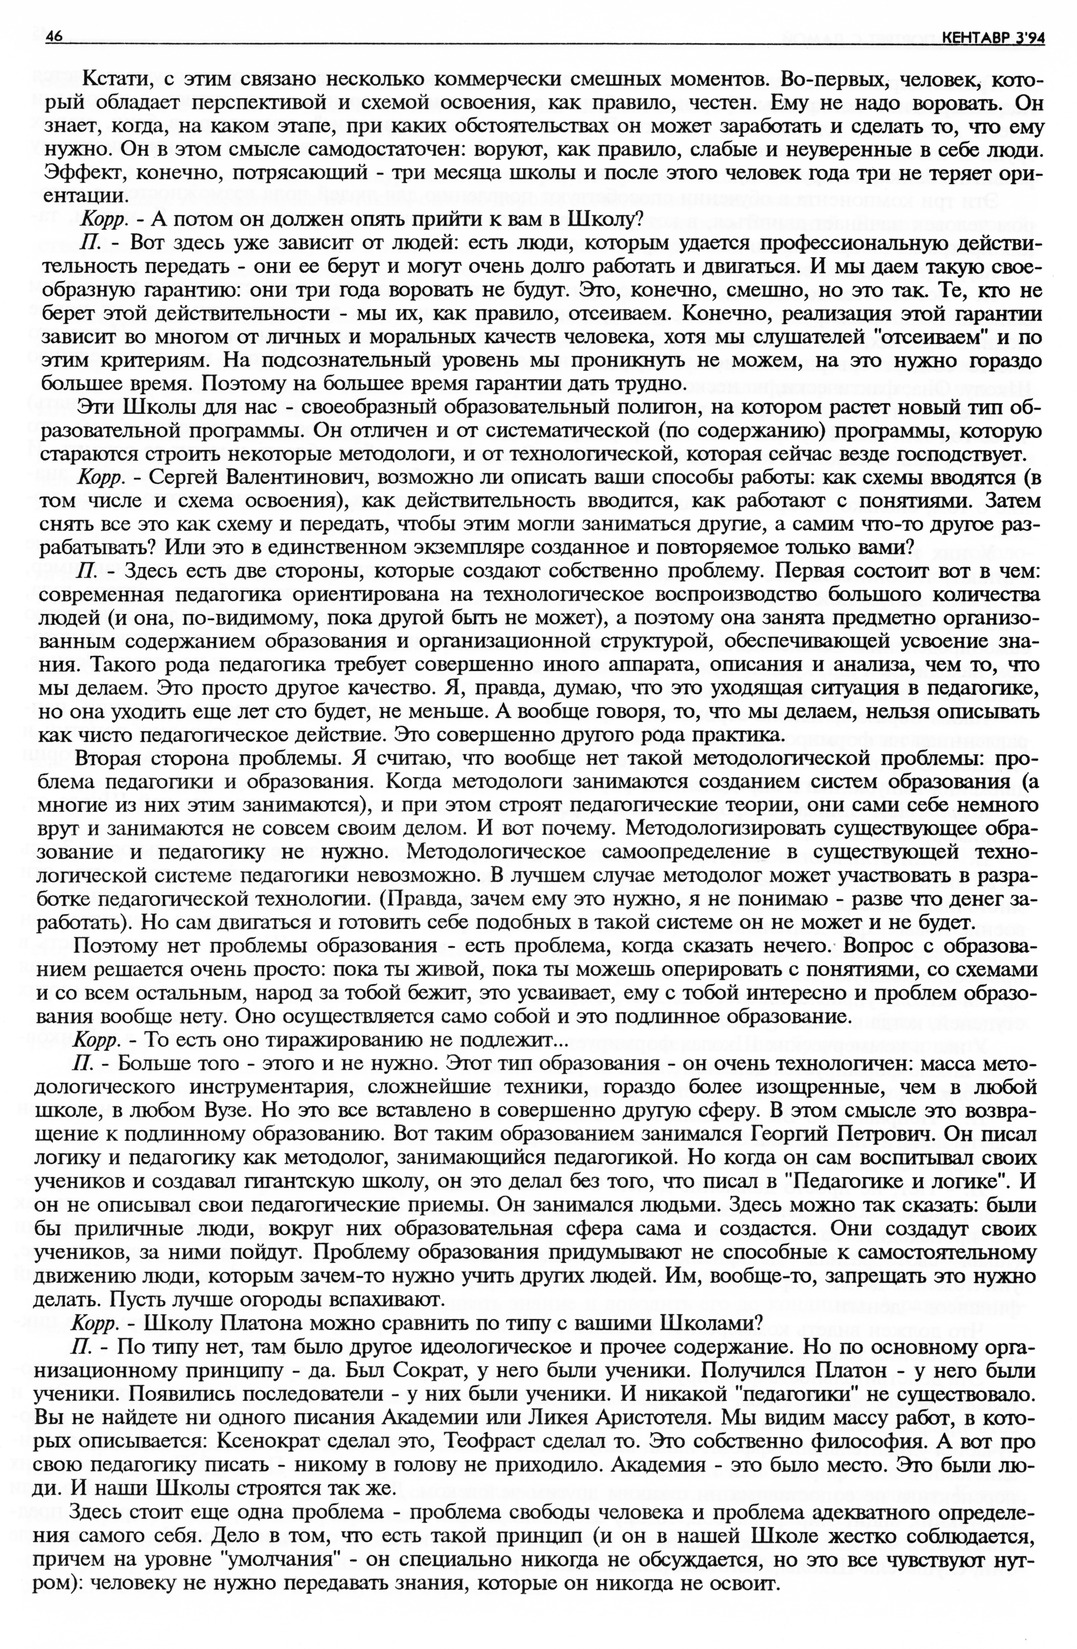 46 КЕНТАВР 3'94
Кстати, с этим связано несколько коммерчески смешных моментов. Во-первых, человек, кото-
рый обладает перспективой и схемой освоения, как правило, честен. Ему не надо воровать. Он
знает, когда, на каком этапе, при каких обстоятельствах он может заработать и сделать то, что ему
нужно. Он в этом смысле самодостаточен: воруют, как правило, слабые и неуверенные в себе люди.
Эффект, конечно, потрясающий - три месяца школы и после этого человек года три не теряет ори-
ентации.
Корр. - А потом он должен опять прийти к вам в Школу?
П. - Вот здесь уже зависит от людей: есть люди, которым удается профессиональную действи-
тельность передать - они ее берут и могут очень долго работать и двигаться. И мы даем такую свое-
образную гарантию: они три года воровать не будут. Это, конечно, смешно, но это так. Те, кто не
берет этой действительности - мы их, как правило, отсеиваем. Конечно, реализация этой гарантии
зависит во многом от личных и моральных качеств человека, хотя мы слушателей "отсеиваем" и по
этим критериям. На подсознательный уровень мы проникнуть не можем, на это нужно гораздо
большее время. Поэтому на большее время гарантии дать трудно.
Эти Школы для нас - своеобразный образовательный полигон, на котором растет новый тип об-
разовательной программы. Он отличен и от систематической (по содержанию) программы, которую
стараются строить некоторые методологи, и от технологической, которая сейчас везде господствует.
Корр. - Сергей Валентинович, возможно ли описать ваши способы работы: как схемы вводятся (в
том числе и схема освоения), как действительность вводится, как работают с понятиями. Затем
снять все это как схему и передать, чтобы этим могли заниматься другие, а самим что-то другое раз-
рабатывать? Или это в единственном экземпляре созданное и повторяемое только вами?
П. - Здесь есть две стороны, которые создают собственно проблему. Первая состоит вот в чем:
современная педагогика ориентирована на технологическое воспроизводство большого количества
людей (и она, по-видимому, пока другой быть не может), а поэтому она занята предметно организо-
ванным содержанием образования и организационной структурой, обеспечивающей усвоение зна-
ния. Такого рода педагогика требует совершенно иного аппарата, описания и анализа, чем то, что
мы делаем. Это просто другое качество. Я, правда, думаю, что это уходящая ситуация в педагогике,
но она уходить еще лет сто будет, не меньше. А вообще говоря, то, что мы делаем, нельзя описывать
как чисто педагогическое действие. Это совершенно другого рода практика.
Вторая сторона проблемы. Я считаю, что вообще нет такой методологической проблемы: про-
блема педагогики и образования. Когда методологи занимаются созданием систем образования (а
многие из них этим занимаются), и при этом строят педагогические теории, они сами себе немного
врут и занимаются не совсем своим делом. И вот почему. Методологизировать существующее обра-
зование и педагогику не нужно. Методологическое самоопределение в существующей техно-
логической системе педагогики невозможно. В лучшем случае методолог может участвовать в разра-
ботке педагогической технологии. (Правда, зачем ему это нужно, я не понимаю - разве что денег за-
работать). Но сам двигаться и готовить себе подобных в такой системе он не может и не будет.
Поэтому нет проблемы образования - есть проблема, когда сказать нечего. Вопрос с образова-
нием решается очень просто: пока ты живой, пока ты можешь оперировать с понятиями, со схемами
и со всем остальным, народ за тобой бежит, это усваивает, ему с тобой интересно и проблем образо-
вания вообще нету. Оно осуществляется само собой и это подлинное образование.
Корр. - То есть оно тиражированию не подлежит...
П. - Больше того - этого и не нужно. Этот тип образования - он очень технологичен: масса мето-
дологического инструментария, сложнейшие техники, гораздо более изощренные, чем в любой
школе, в любом Вузе. Но это все вставлено в совершенно другую сферу. В этом смысле это возвра-
щение к подлинному образованию. Вот таким образованием занимался Георгий Петрович. Он писал
логику и педагогику как методолог, занимающийся педагогикой. Но когда он сам воспитывал своих
учеников и создавал гигантскую школу, он это делал без того, что писал в "Педагогике и логике". И
он не описывал свои педагогические приемы. Он занимался людьми. Здесь можно так сказать: были
бы приличные люди, вокруг них образовательная сфера сама и создастся. Они создадут своих
учеников, за ними пойдут. Проблему образования придумывают не способные к самостоятельному
движению люди, которым зачем-то нужно учить других людей. Им, вообще-то, запрещать это нужно
делать. Пусть лучше огороды вспахивают.
Корр. - Школу Платона можно сравнить по типу с вашими Школами?
П. - По типу нет, там было другое идеологическое и прочее содержание. Но по основному орга-
низационному принципу - да. Был Сократ, у него были ученики. Получился Платон - у него были
ученики. Появились последователи - у них были ученики. И никакой "педагогики" не существовало.
Вы не найдете ни одного писания Академии или Ликея Аристотеля. Мы видим массу работ, в кото-
рых описывается: Ксенократ сделал это, Теофраст сделал то. Это собственно философия. А вот про
свою педагогику писать - никому в голову не приходило. Академия - это было место. Это были лю-
ди. И наши Школы строятся так же.
Здесь стоит еще одна проблема - проблема свободы человека и проблема адекватного определе-
ния самого себя. Дело в том, что есть такой принцип (и он в нашей Школе жестко соблюдается,
причем на уровне "умолчания" - он специально никогда не обсуждается, но это все чувствуют нут-
ром): человеку не нужно передавать знания, которые он никогда не освоит.